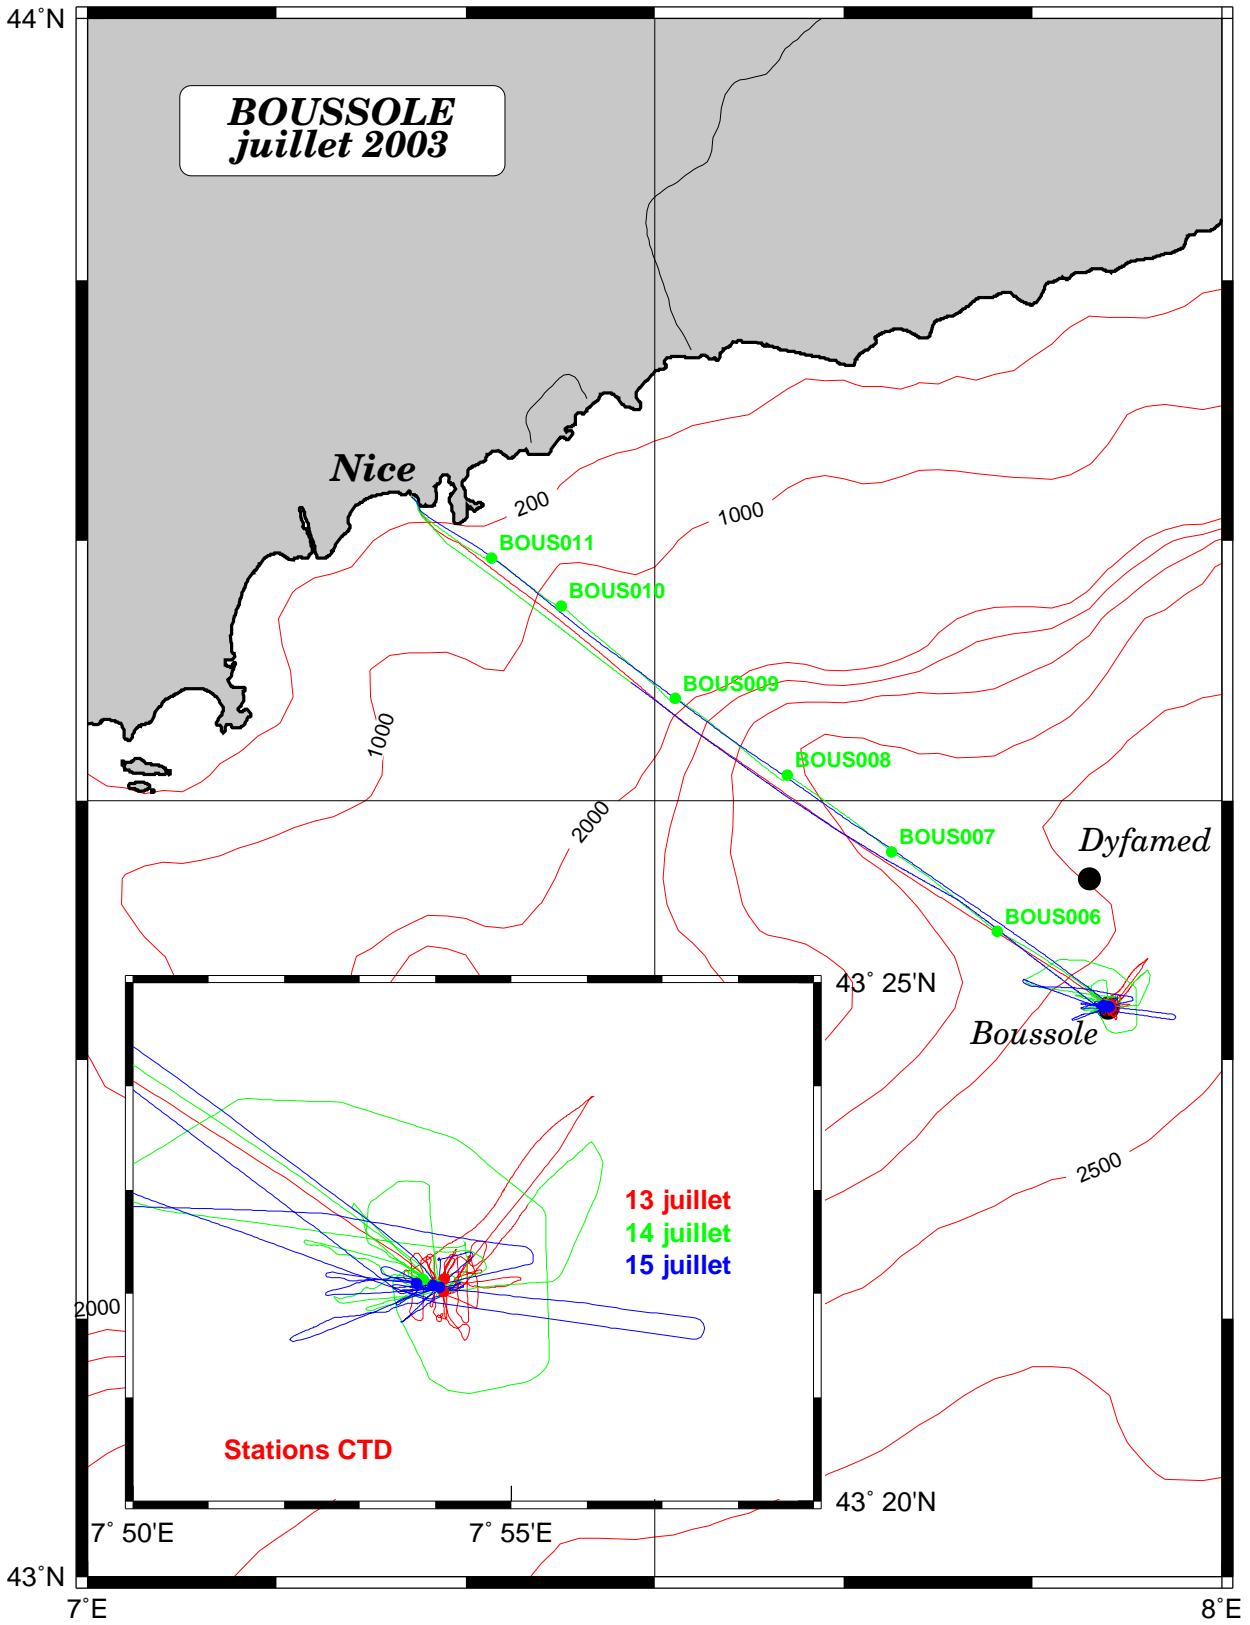 44°N
BOUSSOLE
juillet 2003
Nice
200
1000
BOUS011
BOUS010
BOUS009
1000
BOUS008
2000
BOUS007
Dyfamed
BOUS006
43° 25'N
Boussole
2500
13 juillet
14 juillet
15 juillet
2000
Stations CTD
43° 20'N
7° 50'E
7° 55'E
43°N
7°E
8°E